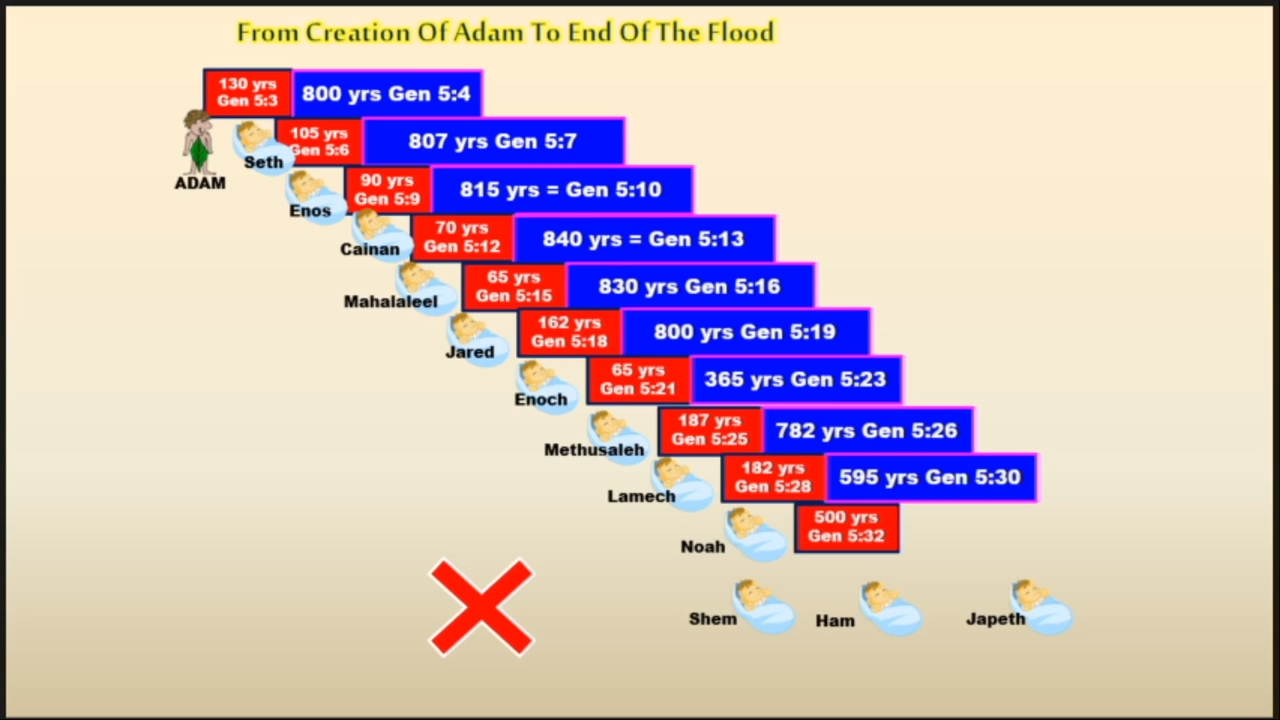 From Creation Of Adam To End Of The Flood
130 yrs
Gen 5:3
800 yrs Gen 5:4
ADAM
105 yrs
Gen 5:6
807 yrs Gen 5:7
Seth
90 yrs
Gen 5:9
815 yrs = Gen 5:10
Enos
70 yrs
Gen 5:12
840 yrs = Gen 5:13
Cainan
65 yrs
Gen 5:15
830 yrs Gen 5:16
Mahalaleel
162 yrs
Gen 5:18
800 yrs Gen 5:19
Jared
65 yrs
Gen 5:21
365 yrs Gen 5:23
Enoch
187 yrs
Gen 5:25
782 yrs Gen 5:26
Methusaleh
182 yrs
Gen 5:28
595 yrs Gen 5:30
Lamech
500 yrs
Gen 5:32
Noah
Shem
Ham
Japeth